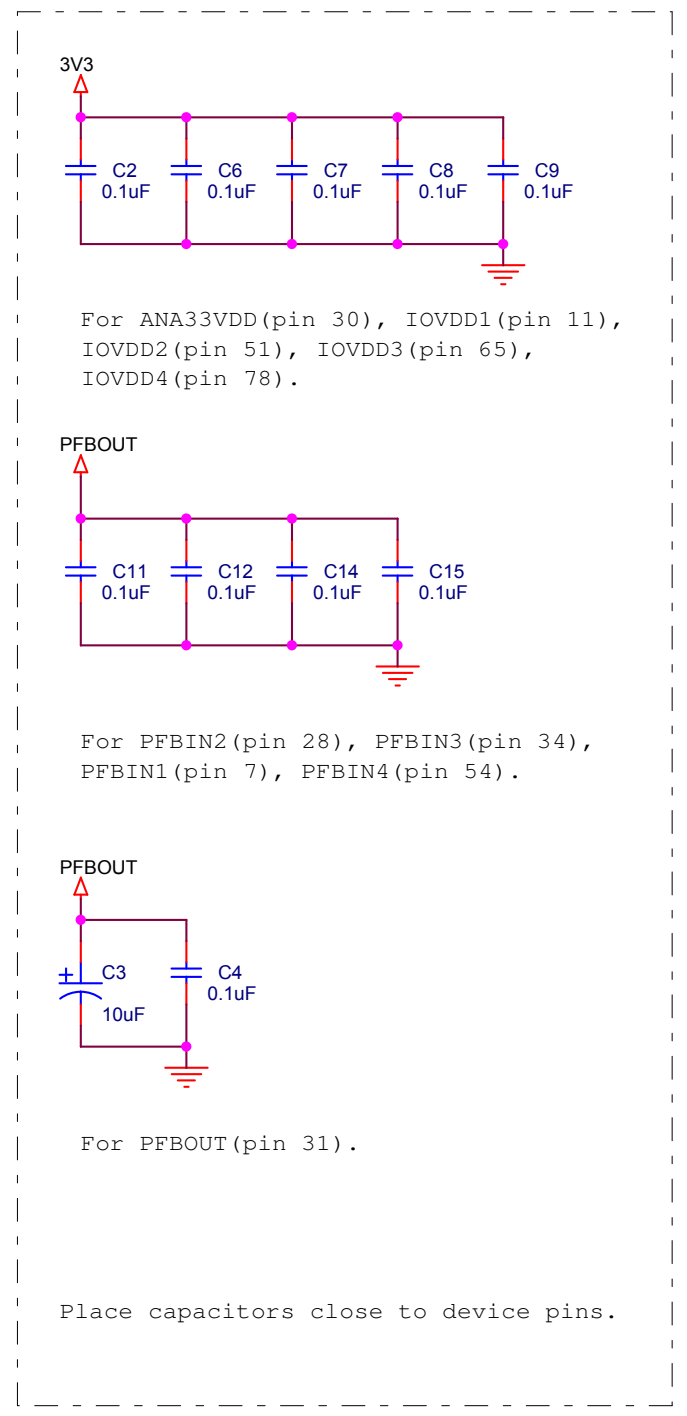 3V3
C2 C6 C7 C8 C9
0.1uF 0.1uF 0.1uF 0.1uF 0.1uF
For ANA33VDD(pin 30), IOVDD1(pin 11),
IOVDD2(pin 51), IOVDD3(pin 65),
IOVDD4(pin 78).
PFBOUT
C11 C12 C14 C15
0.1uF 0.1uF 0.1uF 0.1uF
For PFBIN2(pin 28), PFBIN3(pin 34),
PFBIN1(pin 7), PFBIN4(pin 54).
PFBOUT
+ C3 C4
0.1uF
10uF
For PFBOUT(pin 31).
Place capacitors close to device pins.